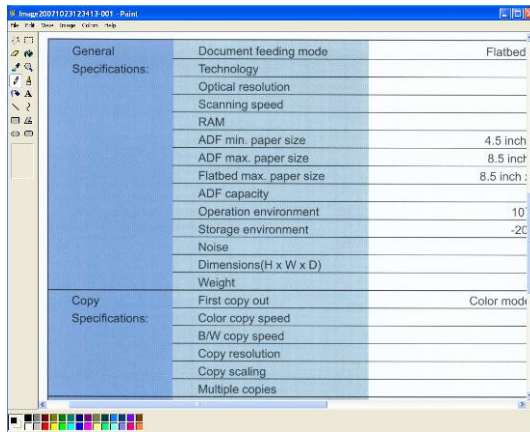 Image20071023123413-001 - Paint
File Edit View Image Colors Help
General Document feeding mode Flatbed
Specifications: Technology
Optical resolution
Scanning speed
RAM
ADF min. paper size 4.5 inch
ADF max. paper size 8.5 inch
Flatbed max. paper size 8.5 inch
ADF capacity
Operation environment 10
Storage environment -20
Noise
Dimensions(H x W x D)
Weight
Copy First copy out Color mode
Specifications: Color copy speed
B/W copy speed
Copy resolution
Copy scaling
Multiple copies